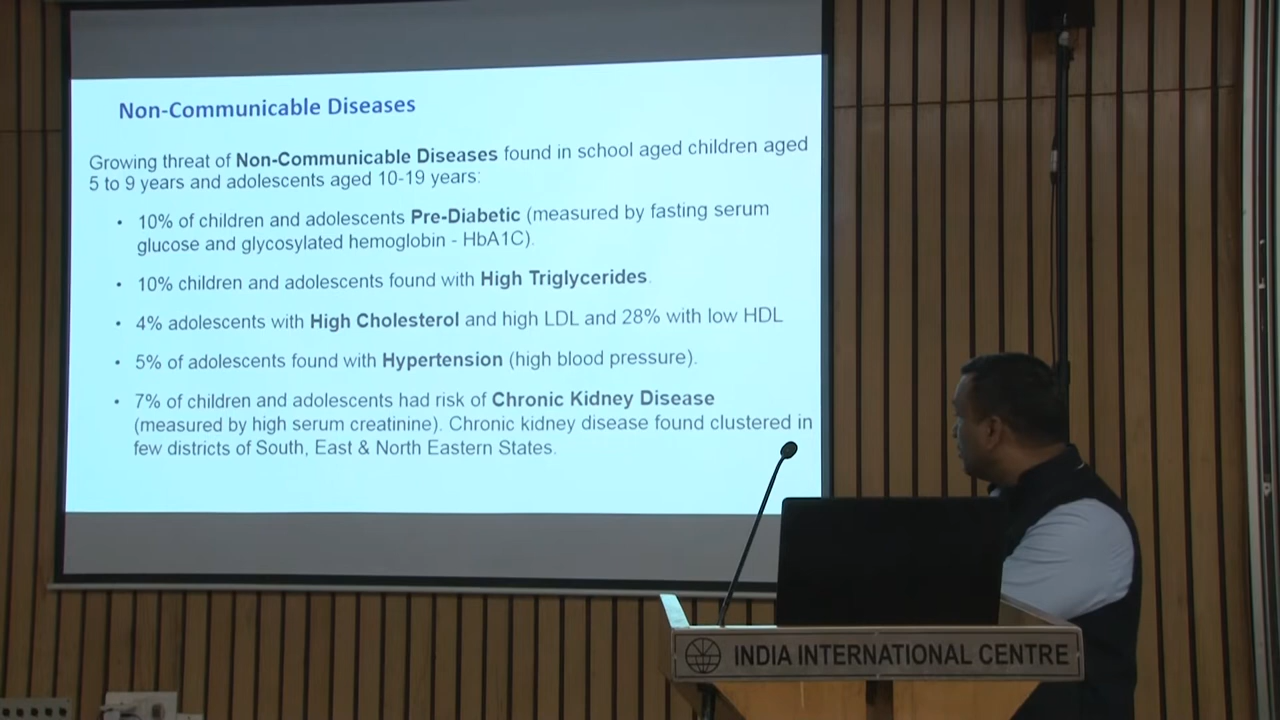 Non-Communicable Diseases
Growing threat of Non-Communicable Diseases found in school aged children aged
5 to 9 years and adolescents aged 10-19 years:
• 10% of children and adolescents Pre-Diabetic (measured by fasting serum
glucose and glycosylated hemoglobin - HbA1C).
• 10% children and adolescents found with High Triglycerides.
• 4% adolescents with High Cholesterol and high LDL and 28% with low HDL
• 5% of adolescents found with Hypertension (high blood pressure).
• 7% of children and adolescents had risk of Chronic Kidney Disease
(measured by high serum creatinine). Chronic kidney disease found clustered in
few districts of South, East & North Eastern States.
INDIA INTERNATIONAL CENTRE